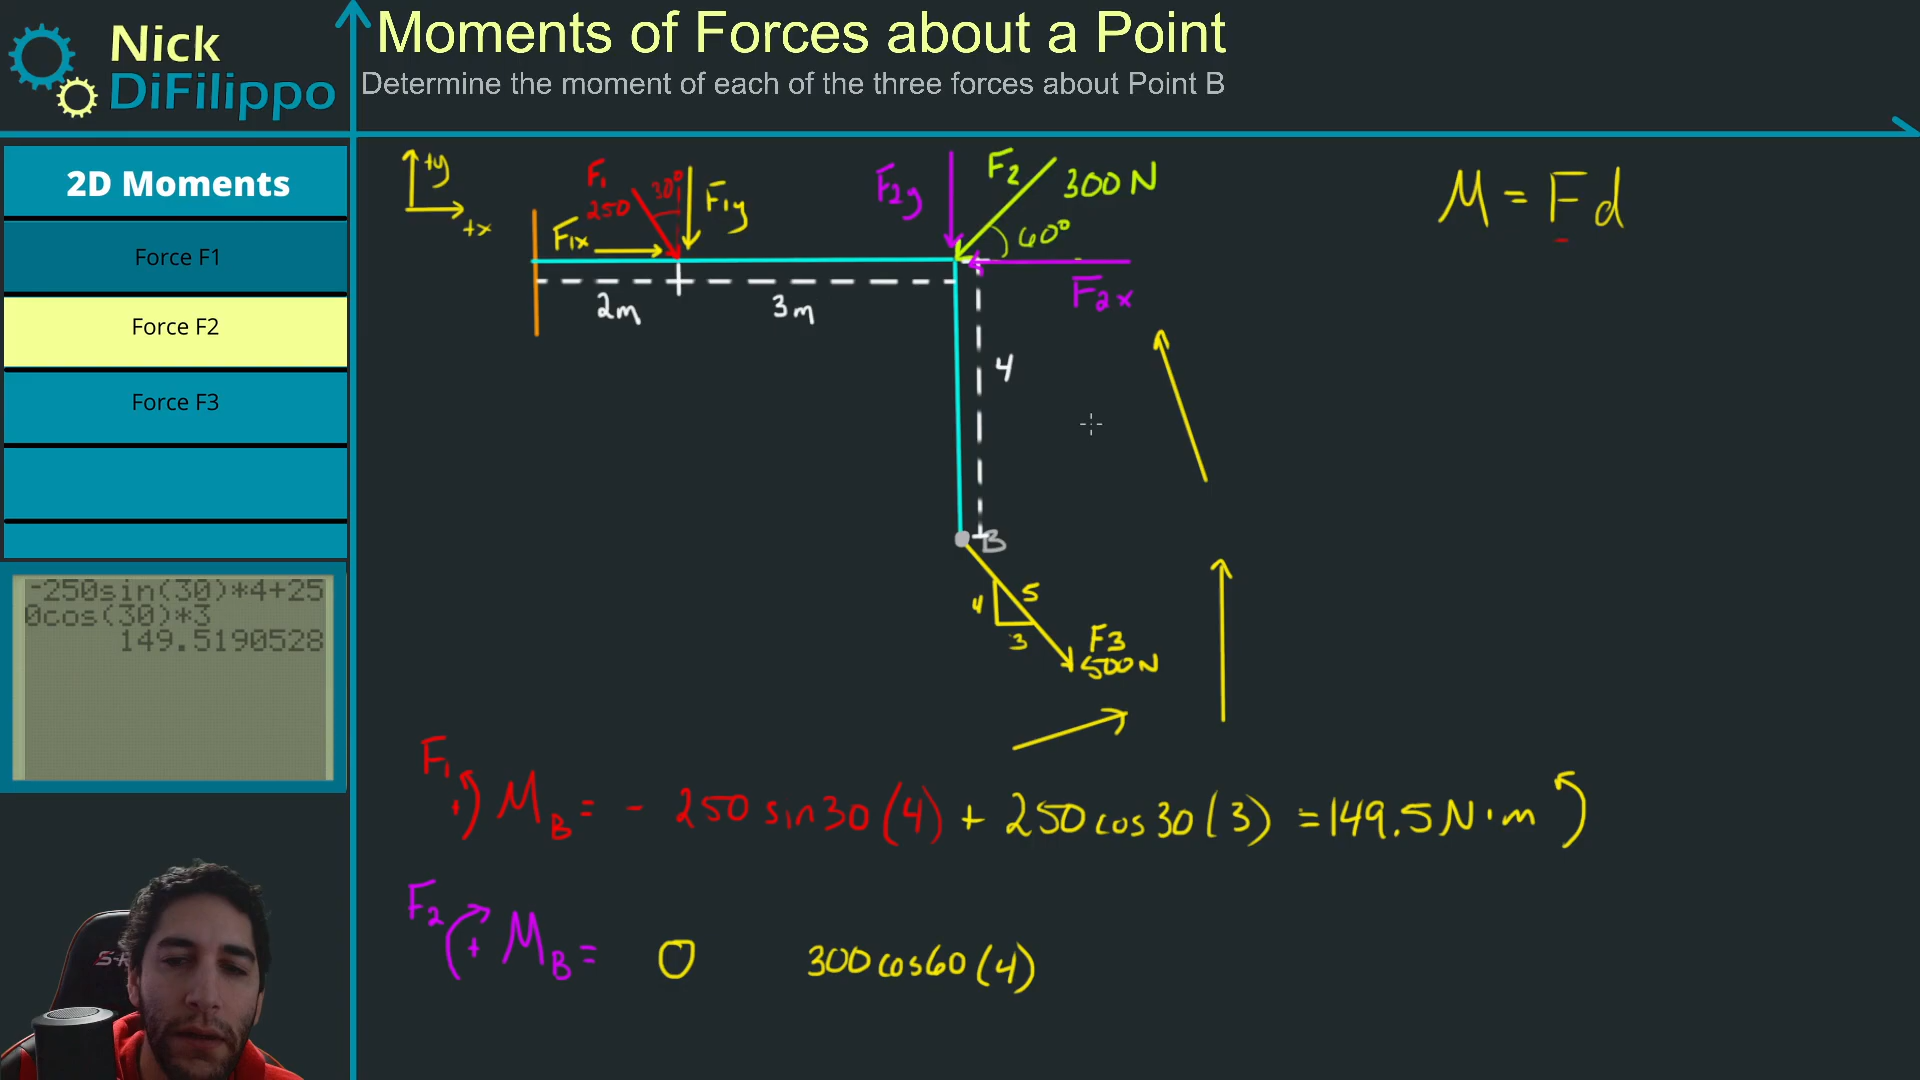 Nick
DiFilippo
Moments of Forces about a Point
Determine the moment of each of the three forces about Point B
2D Moments
Force F1
Force F2
Force F3
-250sin(30)*4+25
0cos(30)*3
149.5190528
+y
+x
F1
250
30°
F1x
F1y
F2y
F2
300 N
60°
F2x
M = Fd
2m
3m
4
B
4
5
3
F3
500N
F1 + MB = - 250 sin30 (4) + 250 cos 30 (3) = 149.5 N·m
F2 + MB = 0 300 cos60 (4)